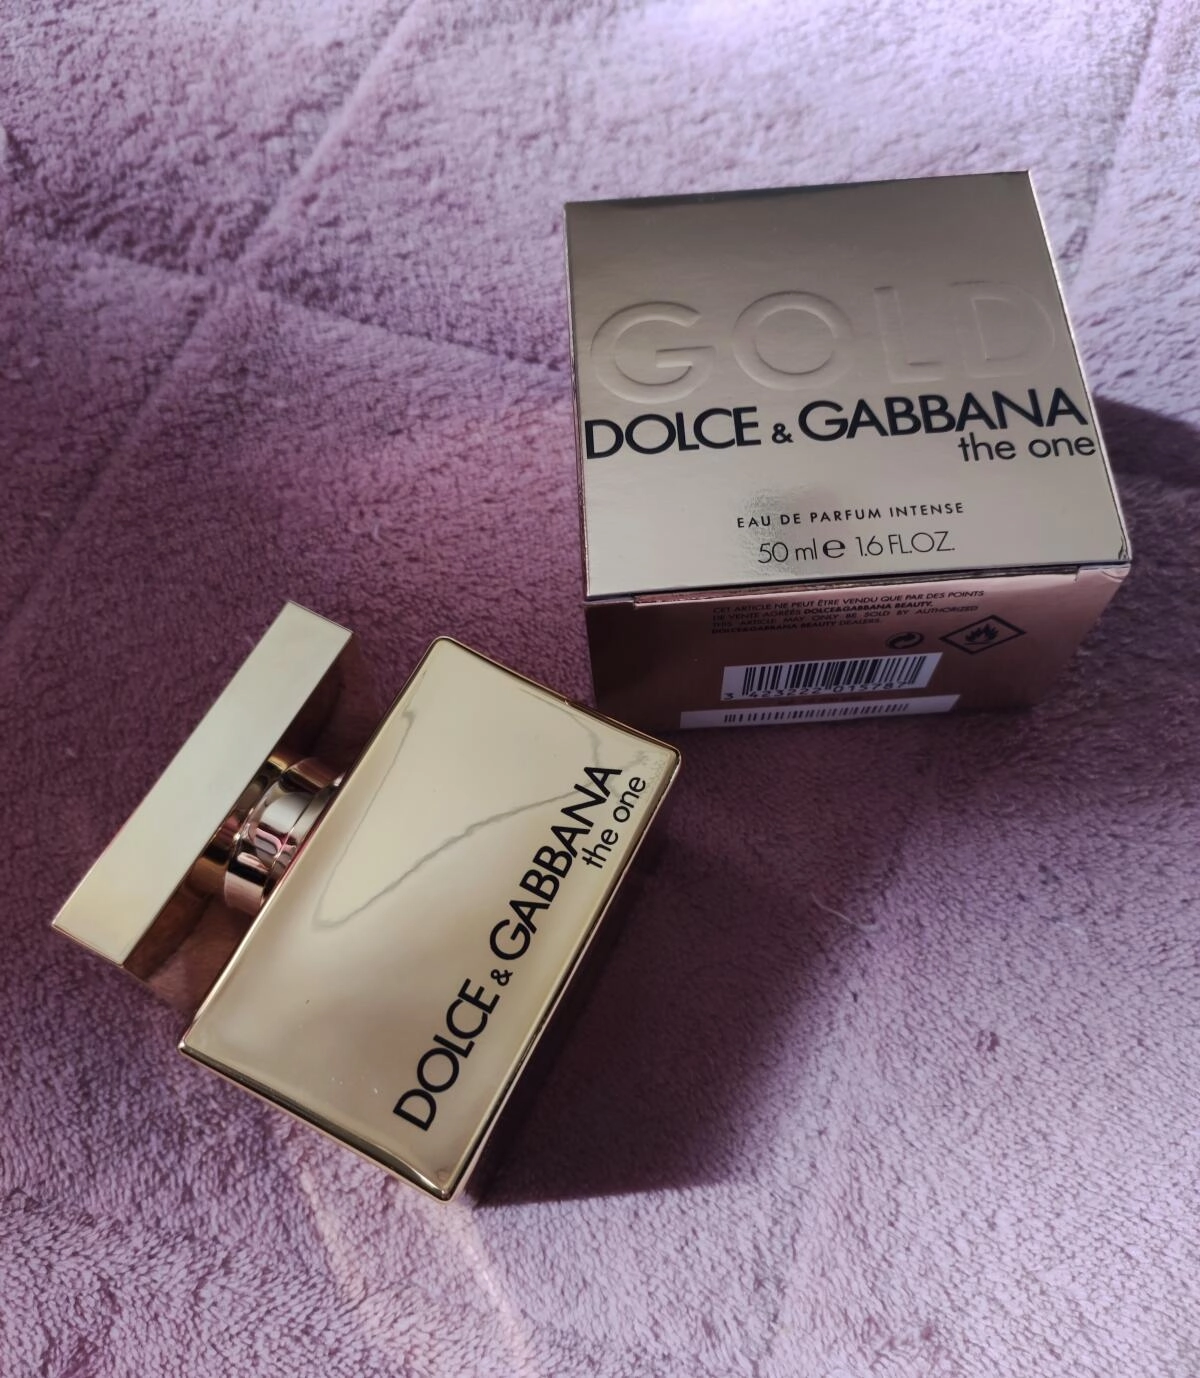 GOLD
DOLCE & GABBANA
the one
EAU DE PARFUM INTENSE
50 ml ℮ 1.6 FL.OZ.
CET ARTICLE NE PEUT ÊTRE VENDU QUE PAR DES POINTS
DE VENTE AGRÉÉS DOLCE&GABBANA BEAUTY.
THIS ARTICLE MAY ONLY BE SOLD BY AUTHORIZED
DOLCE&GABBANA BEAUTY DEALERS.
DOLCE & GABBANA
the one